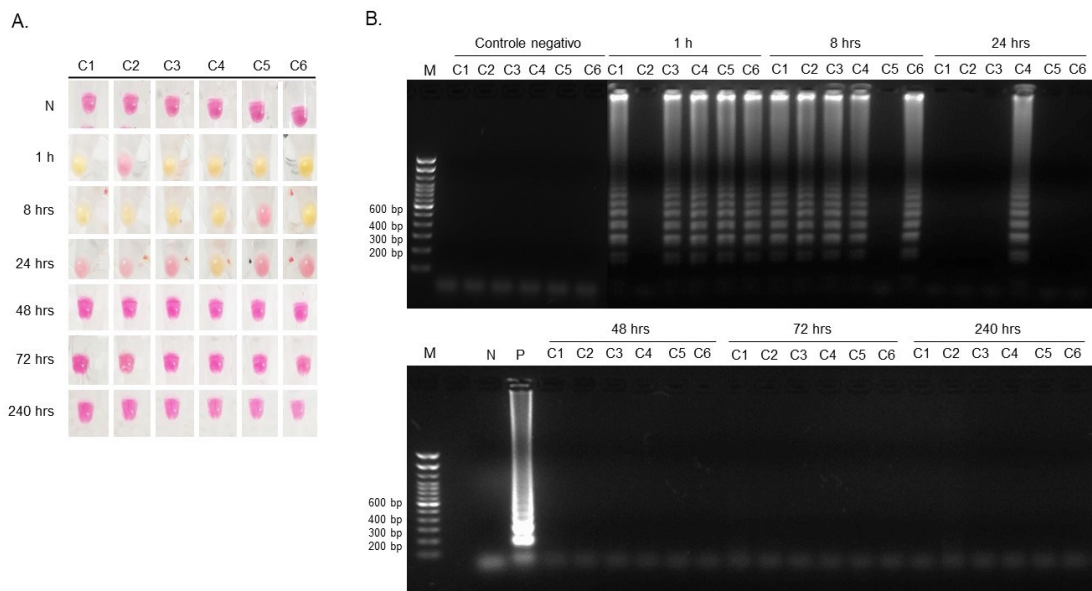 A.
C1 C2 C3 C4 C5 C6
N
1 h
8 hrs
24 hrs
48 hrs
72 hrs
240 hrs
B.
Controle negativo 1 h 8 hrs 24 hrs
M C1 C2 C3 C4 C5 C6 C1 C2 C3 C4 C5 C6 C1 C2 C3 C4 C5 C6 C1 C2 C3 C4 C5 C6
600 bp
400 bp
300 bp
200 bp
48 hrs 72 hrs 240 hrs
M N P C1 C2 C3 C4 C5 C6 C1 C2 C3 C4 C5 C6 C1 C2 C3 C4 C5 C6
600 bp
400 bp
300 bp
200 bp